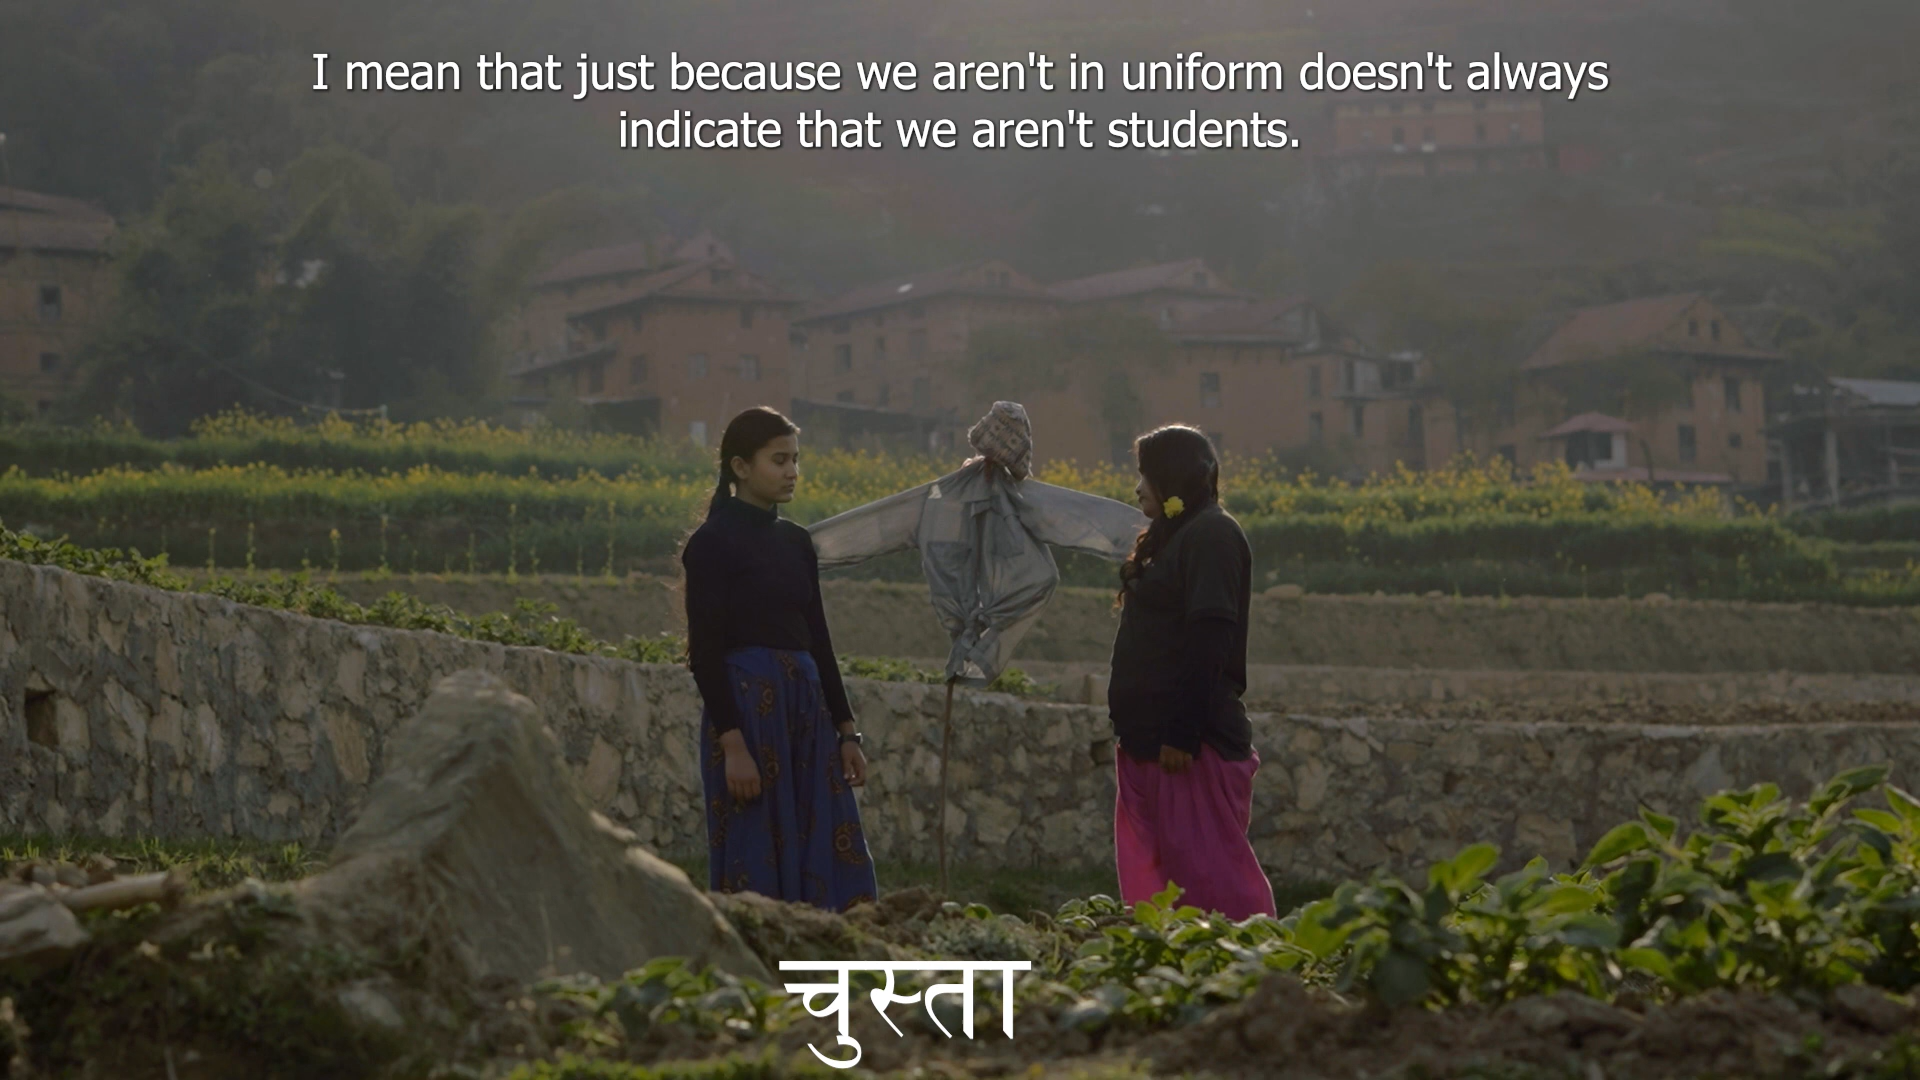 I mean that just because we aren't in uniform doesn't always
indicate that we aren't students.
चुस्ता